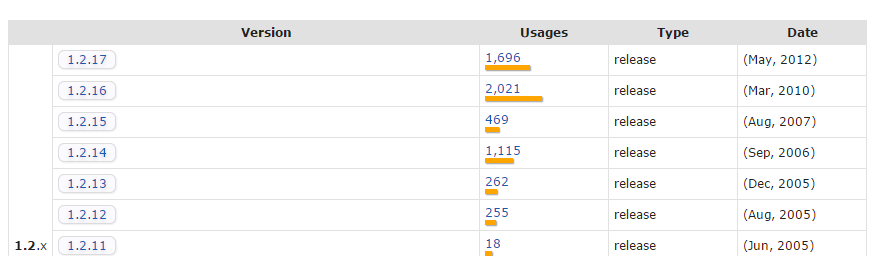 Version Usages Type Date
1.2.17 1,696 release (May, 2012)
1.2.16 2,021 release (Mar, 2010)
1.2.15 469 release (Aug, 2007)
1.2.14 1,115 release (Sep, 2006)
1.2.13 262 release (Dec, 2005)
1.2.12 255 release (Aug, 2005)
1.2.x 1.2.11 18 release (Jun, 2005)